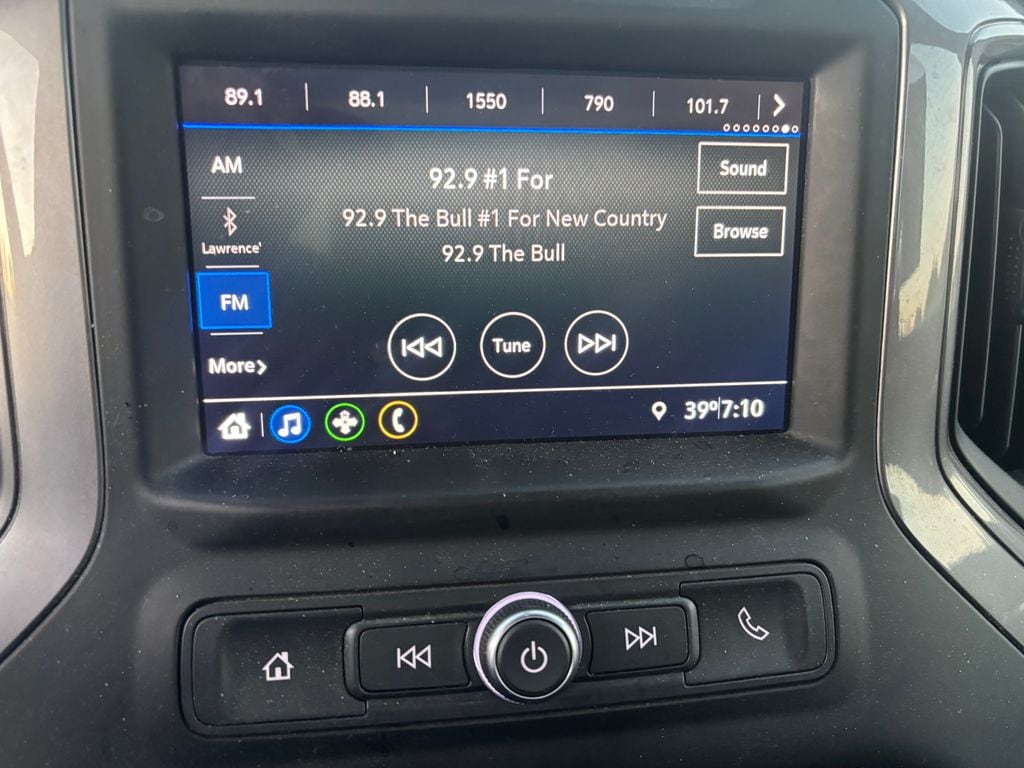 89.1 | 88.1 | 1550 | 790 | 101.7
AM
92.9 #1 For
Sound
92.9 The Bull #1 For New Country
Lawrence'
Browse
92.9 The Bull
FM
Tune
More
39º 7:10